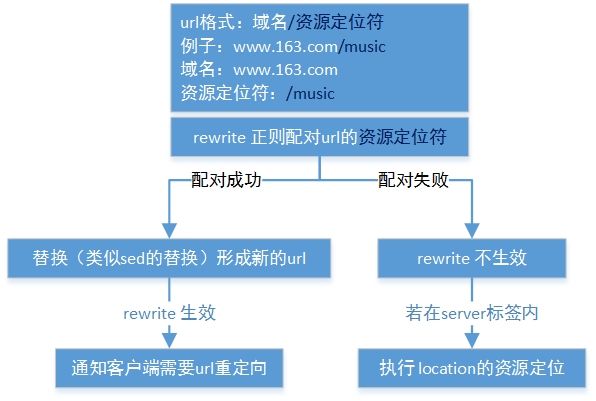 url格式：域名/资源定位符
例子：www.163.com/music
域名：www.163.com
资源定位符：/music
rewrite 正则配对url的资源定位符
配对成功
配对失败
替换（类似sed的替换）形成新的url
rewrite 不生效
rewrite 生效
若在server标签内
通知客户端需要url重定向
执行 location的资源定位